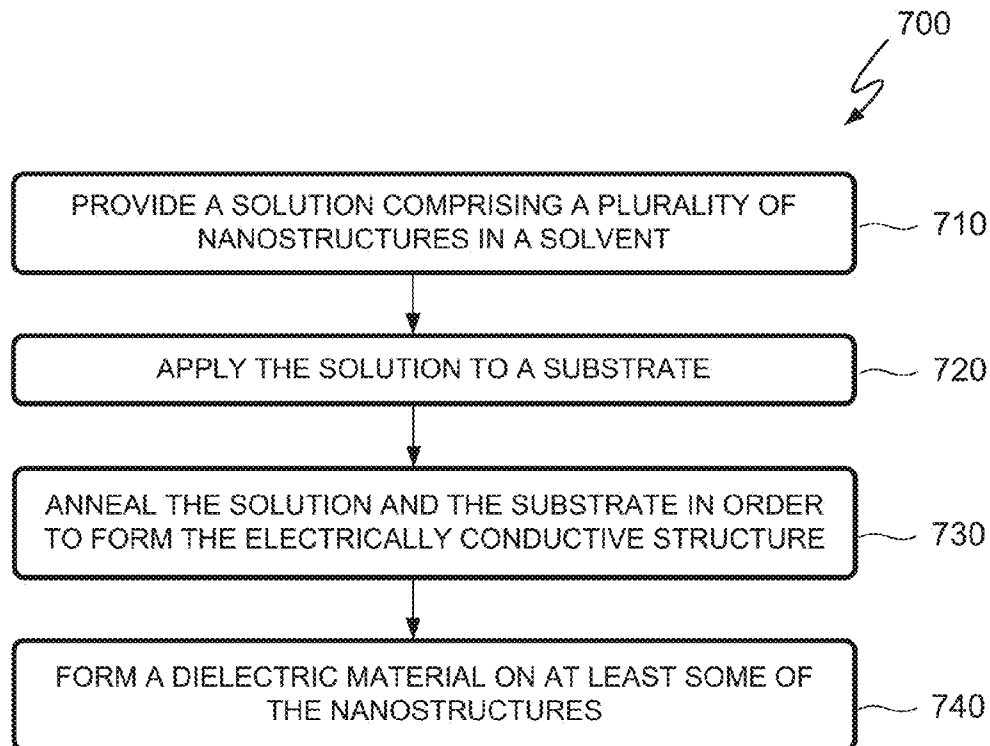 700
PROVIDE A SOLUTION COMPRISING A PLURALITY OF
NANOSTRUCTURES IN A SOLVENT
710
APPLY THE SOLUTION TO A SUBSTRATE
720
ANNEAL THE SOLUTION AND THE SUBSTRATE IN ORDER
TO FORM THE ELECTRICALLY CONDUCTIVE STRUCTURE
730
FORM A DIELECTRIC MATERIAL ON AT LEAST SOME OF
THE NANOSTRUCTURES
740